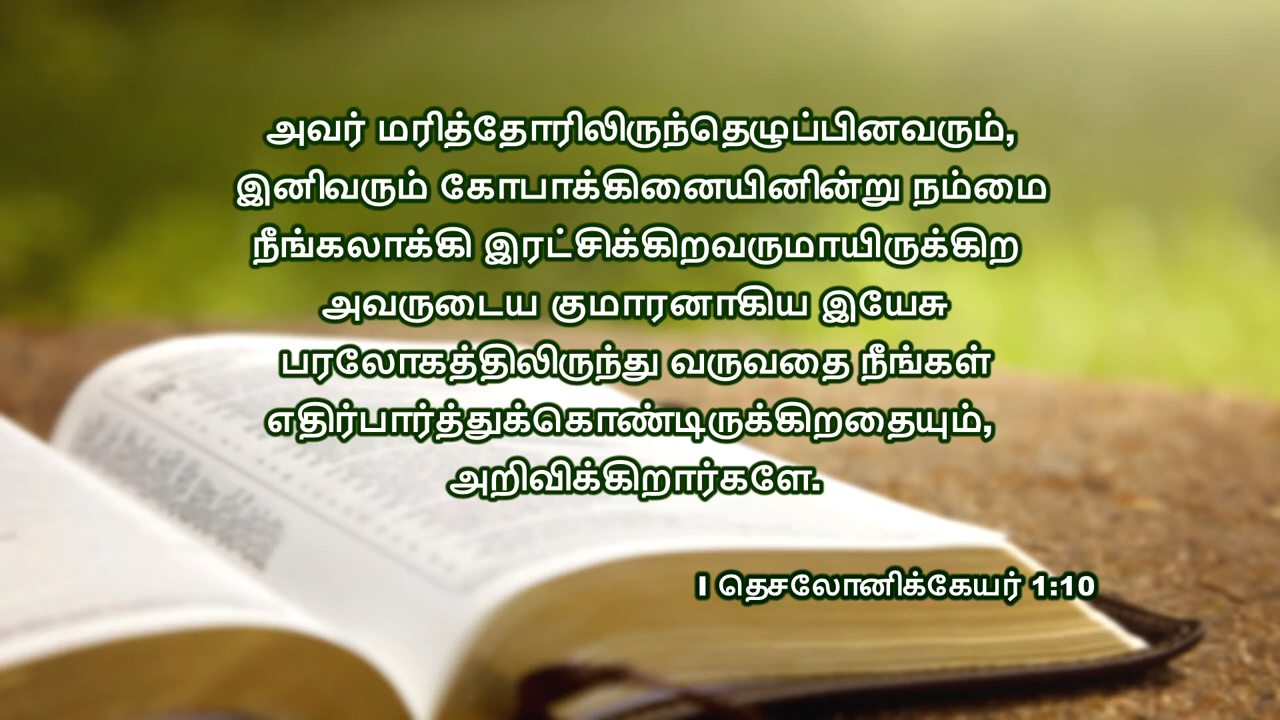 அவர் மரித்தோரிலிருந்தெழுப்பினவரும்,
இனிவரும் கோபாக்கினையினின்று நம்மை
நீங்கலாக்கி இரட்சிக்கிறவருமாயிருக்கிற
அவருடைய குமாரனாகிய இயேசு
பரலோகத்திலிருந்து வருவதை நீங்கள்
எதிர்பார்த்துக்கொண்டிருக்கிறதையும்,
அறிவிக்கிறார்களே.
I தெசலோனிக்கேயர் 1:10